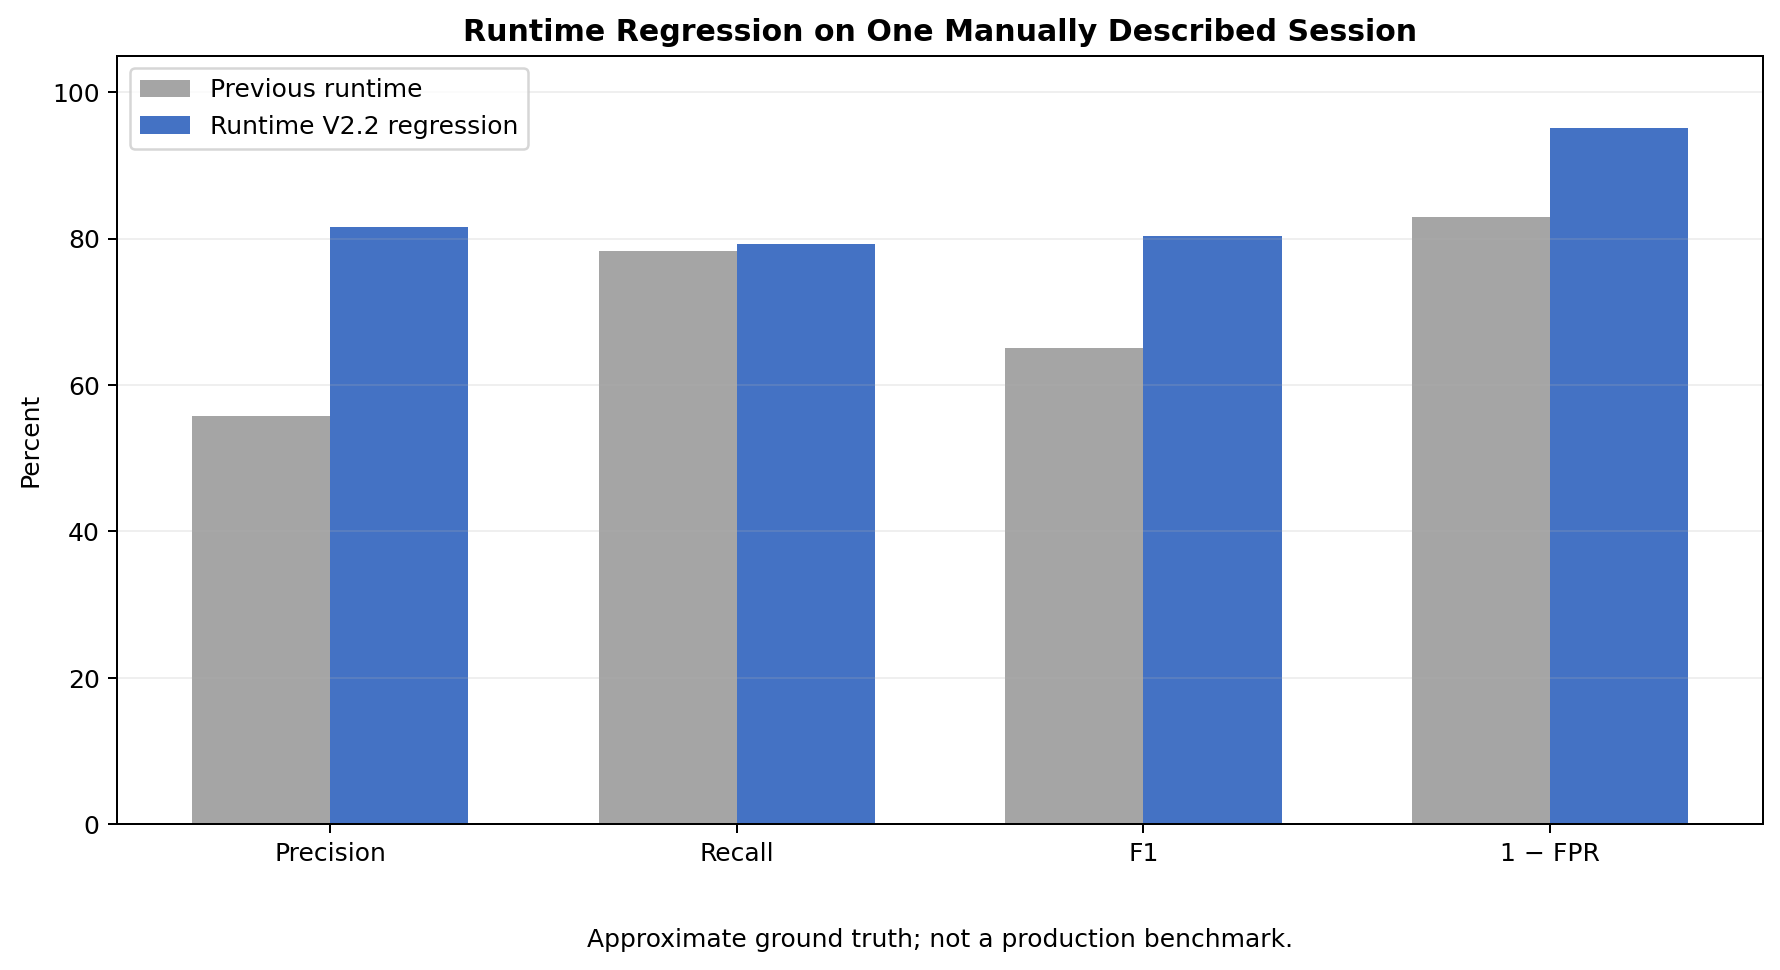 Runtime Regression on One Manually Described Session
Previous runtime
Runtime V2.2 regression
Percent
100
80
60
40
20
0
Precision
Recall
F1
1 − FPR
Approximate ground truth; not a production benchmark.